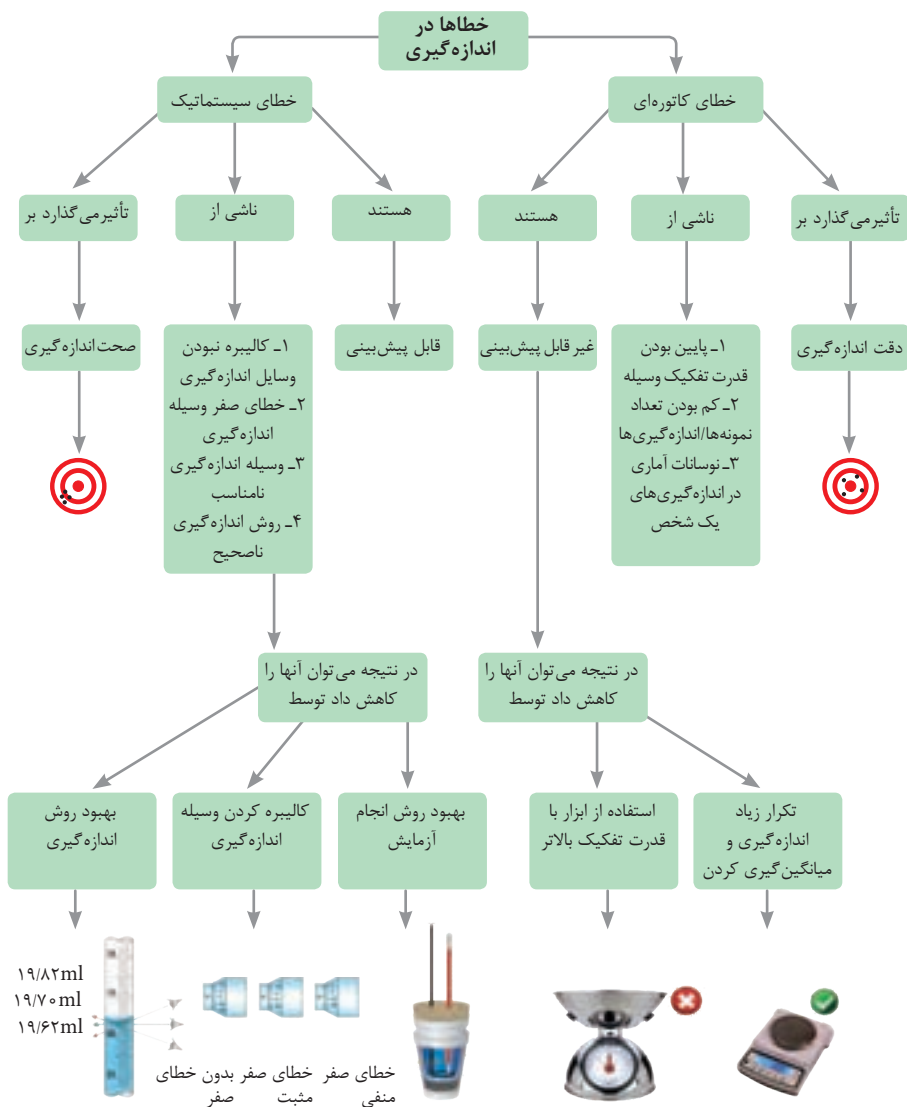 خطاها در
اندازه‌گیری
خطای کاتوره‌ای
خطای سیستماتیک
تأثیرمی‌گذارد بر
ناشی از
هستند
هستند
ناشی از
تأثیرمی‌گذارد بر
دقت اندازه‌گیری
۱ـ پایین بودن
قدرت تفکیک وسیله
۲ـ کم بودن تعداد
نمونه‌ها/اندازه‌گیری‌ها
۳ـ نوسانات آماری
در اندازه‌گیری‌های
یک شخص
غیر قابل پیش‌بینی
قابل پیش‌بینی
۱ـ کالیبره نبودن
وسایل اندازه‌گیری
۲ـ خطای صفر وسیله
اندازه‌گیری
۳ـ وسیله اندازه‌گیری
نامناسب
۴ـ روش اندازه‌گیری
ناصحیح
صحت‌اندازه‌گیری
در نتیجه می‌توان آنها را
کاهش داد توسط
در نتیجه می‌توان آنها را
کاهش داد توسط
تکرار زیاد
اندازه‌گیری و
میانگین‌گیری کردن
استفاده از ابزار با
قدرت تفکیک بالاتر
بهبود روش انجام
آزمایش
کالیبره کردن وسیله
اندازه‌گیری
بهبود روش
اندازه‌گیری
۱۹/۸۲ml
۱۹/۷۰ml
۱۹/۶۲ml
خطای صفر
منفی
خطای صفر
مثبت
بدون خطای
صفر